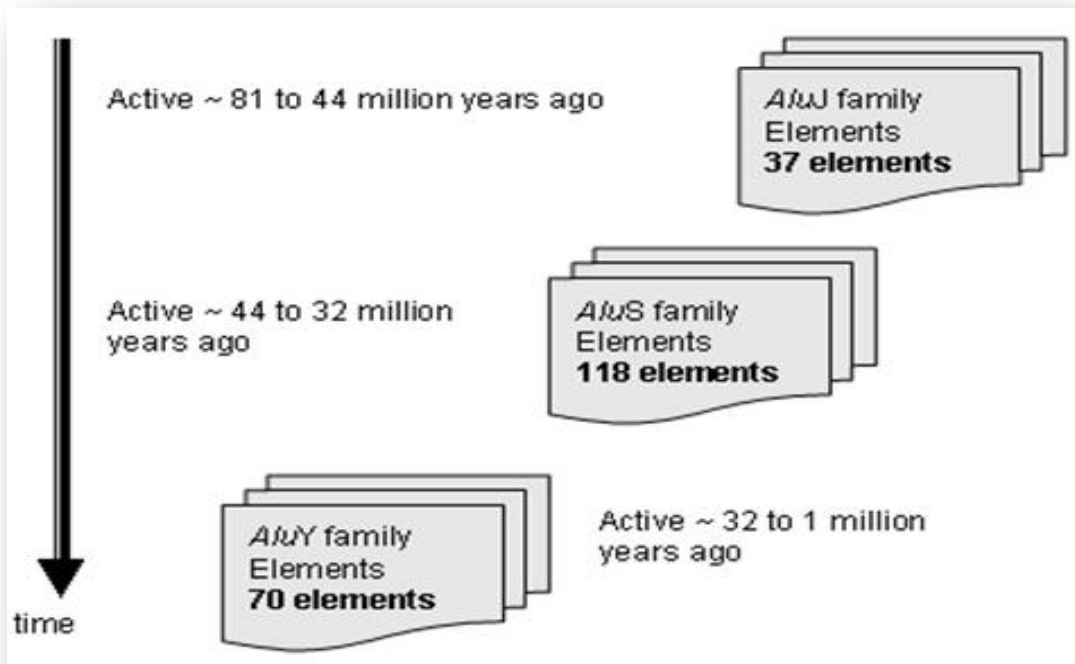 Active ~ 81 to 44 million years ago
AluJ family
Elements
37 elements
Active ~ 44 to 32 million
years ago
AluS family
Elements
118 elements
AluY family
Elements
70 elements
Active ~ 32 to 1 million
years ago
time